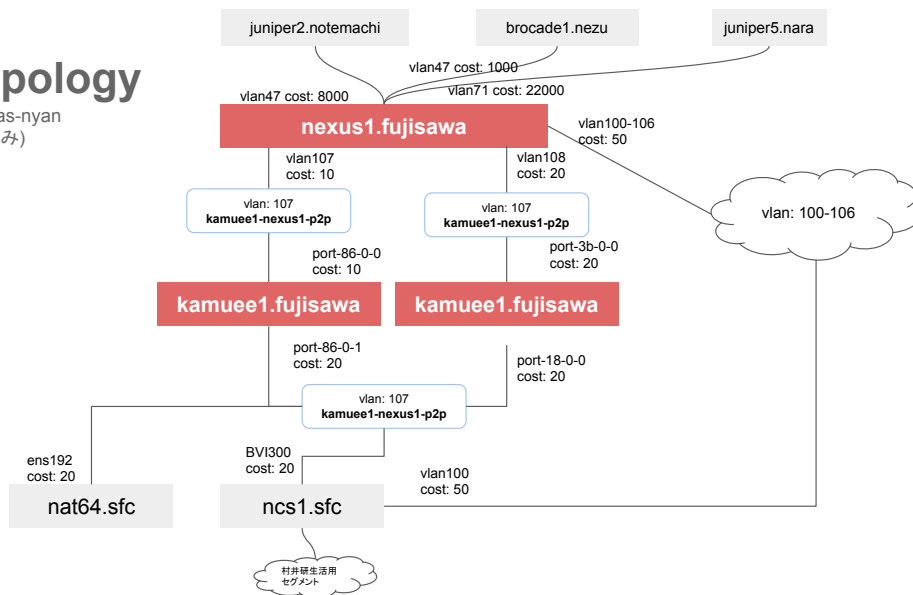 juniper2.notemachi
brocade1.nezu
juniper5.nara
pology
as-nyan
み)
vlan47 cost: 1000
vlan47 cost: 8000
vlan71 cost: 22000
nexus1.fujisawa
vlan100-106
cost: 50
vlan107
cost: 10
vlan108
cost: 20
vlan: 107
kamuee1-nexus1-p2p
vlan: 107
kamuee1-nexus1-p2p
vlan: 100-106
port-86-0-0
cost: 10
port-3b-0-0
cost: 20
kamuee1.fujisawa
kamuee1.fujisawa
port-86-0-1
cost: 20
port-18-0-0
cost: 20
vlan: 107
kamuee1-nexus1-p2p
ens192
cost: 20
BVI300
cost: 20
vlan100
cost: 50
nat64.sfc
ncs1.sfc
村井研生活用
セグメント